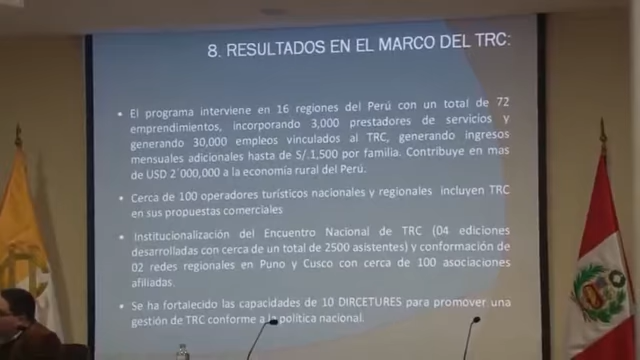 8. RESULTADOS EN EL MARCO DEL TRC:
• El programa interviene en 16 regiones del Perú con un total de 72
emprendimientos, incorporando 3,000 prestadores de servicios y
generando 30,000 empleos vinculados al TRC, generando ingresos
mensuales adicionales hasta de S/.1,500 por familia. Contribuye en mas
de USD 2´000,000 a la economía rural del Perú.
• Cerca de 100 operadores turísticos nacionales y regionales incluyen TRC
en sus propuestas comerciales
• Institucionalización del Encuentro Nacional de TRC (04 ediciones
desarrolladas con cerca de un total de 2500 asistentes) y conformación de
02 redes regionales en Puno y Cusco con cerca de 100 asociaciones
afiliadas.
• Se ha fortalecido las capacidades de 10 DIRCETURES para promover una
gestión de TRC conforme a la política nacional.